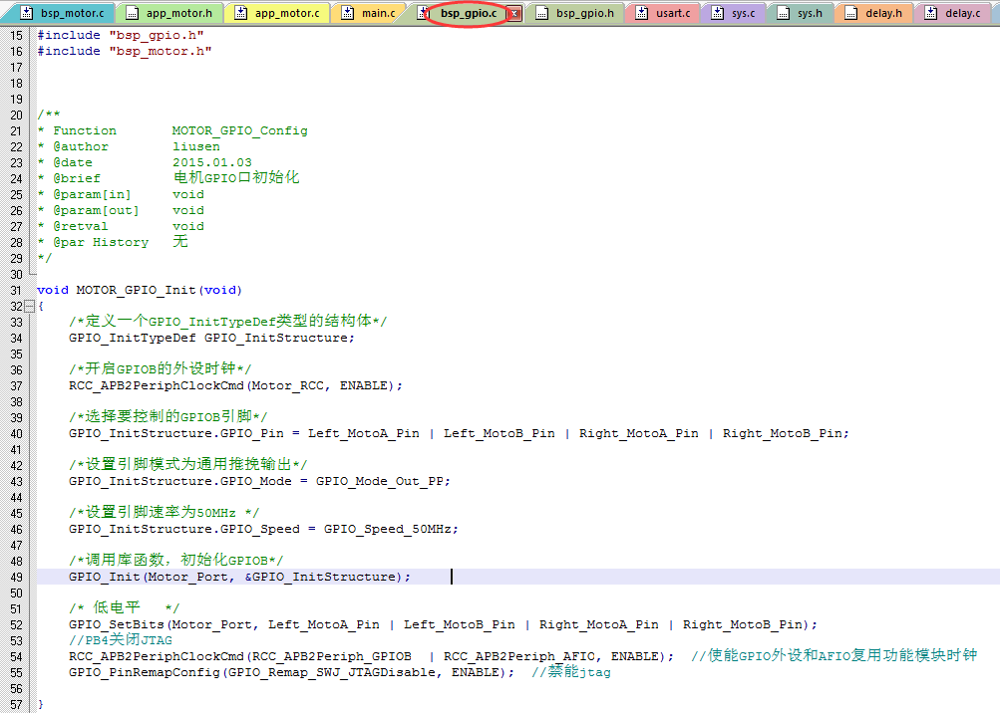 bsp_motor.c app_motor.h app_motor.c main.c bsp_gpio.c bsp_gpio.h usart.c sys.c sys.h delay.h delay.c
15 #include "bsp_gpio.h"
16 #include "bsp_motor.h"
17
18
19
20 /**
21 * Function MOTOR_GPIO_Config
22 * @author liusen
23 * @date 2015.01.03
24 * @brief 电机GPIO口初始化
25 * @param[in] void
26 * @param[out] void
27 * @retval void
28 * @par History 无
29 */
30
31 void MOTOR_GPIO_Init(void)
32 {
33 /*定义一个GPIO_InitTypeDef类型的结构体*/
34 GPIO_InitTypeDef GPIO_InitStructure;
35
36 /*开启GPIOB的外设时钟*/
37 RCC_APB2PeriphClockCmd(Motor_RCC, ENABLE);
38
39 /*选择要控制的GPIOB引脚*/
40 GPIO_InitStructure.GPIO_Pin = Left_MotoA_Pin | Left_MotoB_Pin | Right_MotoA_Pin | Right_MotoB_Pin;
41
42 /*设置引脚模式为通用推挽输出*/
43 GPIO_InitStructure.GPIO_Mode = GPIO_Mode_Out_PP;
44
45 /*设置引脚速率为50MHz */
46 GPIO_InitStructure.GPIO_Speed = GPIO_Speed_50MHz;
47
48 /*调用库函数，初始化GPIOB*/
49 GPIO_Init(Motor_Port, &GPIO_InitStructure);
50
51 /* 低电平 */
52 GPIO_SetBits(Motor_Port, Left_MotoA_Pin | Left_MotoB_Pin | Right_MotoA_Pin | Right_MotoB_Pin);
53 //PB4关闭JTAG
54 RCC_APB2PeriphClockCmd(RCC_APB2Periph_GPIOB | RCC_APB2Periph_AFIO, ENABLE); //使能GPIO外设和AFIO复用功能模块时钟
55 GPIO_PinRemapConfig(GPIO_Remap_SWJ_JTAGDisable, ENABLE); //禁能jtag
56
57 }